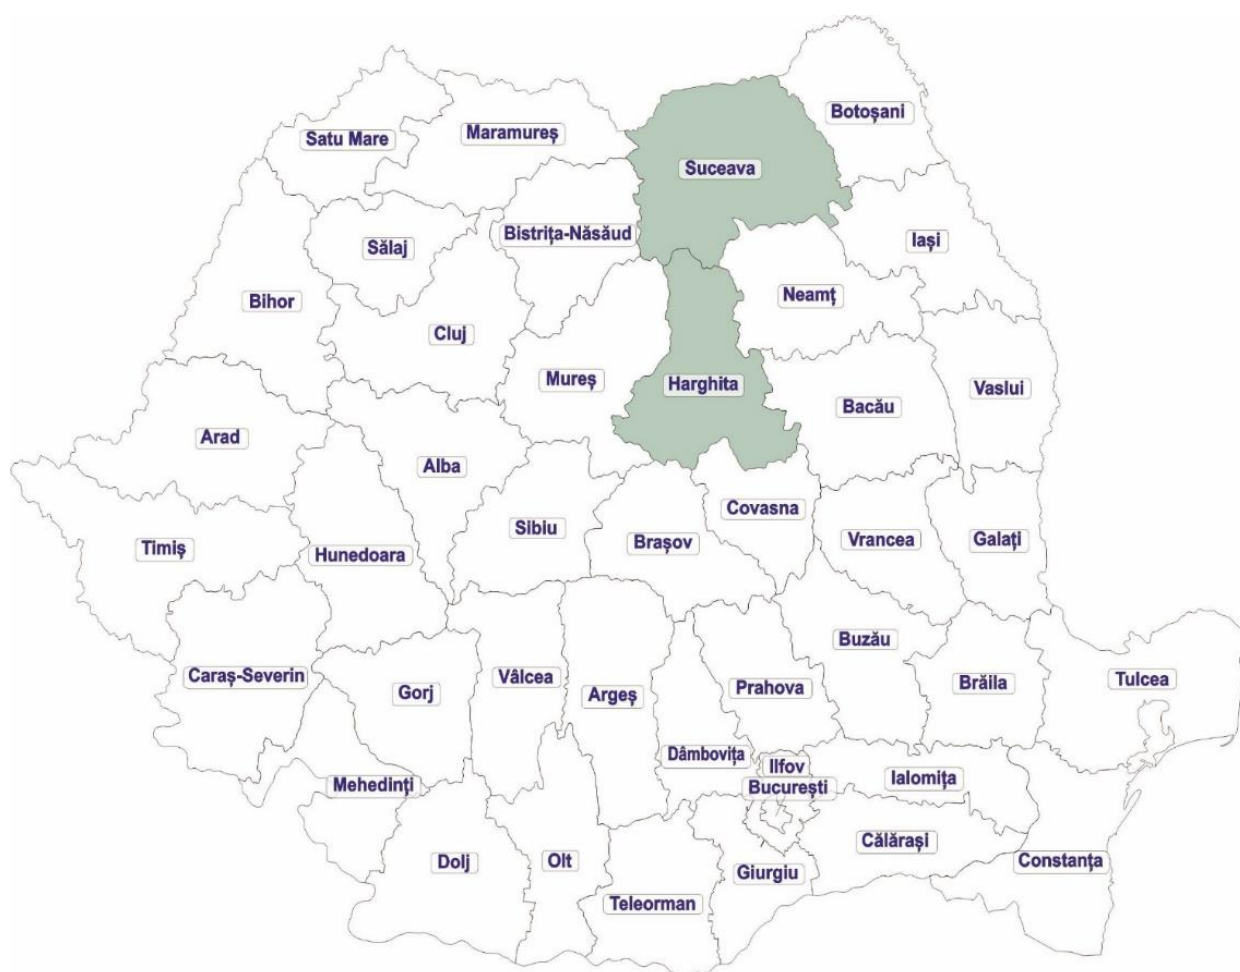 Botoșani
Satu Mare
Maramureș
Suceava
Bistrița-Năsăud
Iași
Sălaj
Neamț
Bihor
Cluj
Mureș
Harghita
Vaslui
Bacău
Arad
Alba
Covasna
Sibiu
Brașov
Vrancea
Galați
Timiș
Hunedoara
Buzău
Caraș-Severin
Vâlcea
Prahova
Brăila
Tulcea
Gorj
Argeș
Dâmbovița
Ilfov
Ialomița
Mehedinți
București
Călărași
Dolj
Olt
Constanța
Giurgiu
Teleorman